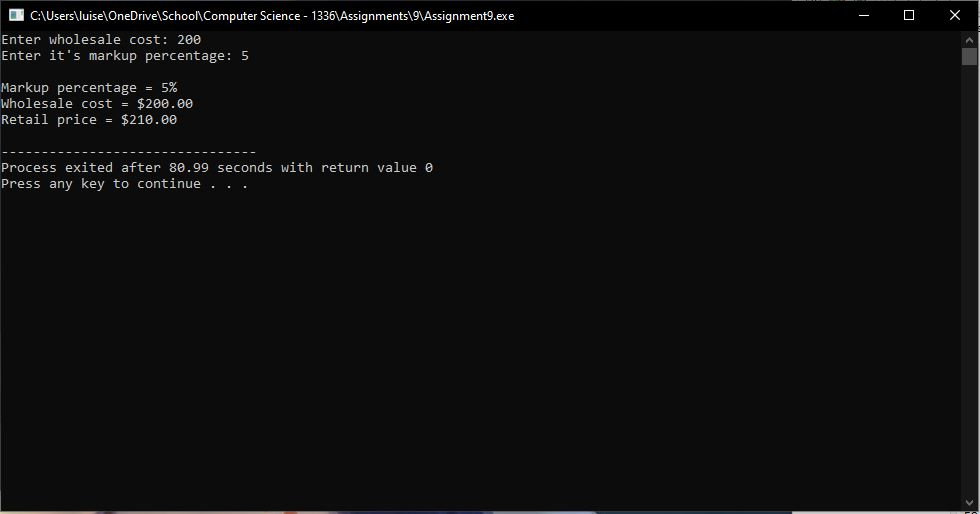 C:\Users\luise\OneDrive\School\Computer Science - 1336\Assignments\9\Assignment9.exe
Enter wholesale cost: 200
Enter it's markup percentage: 5
Markup percentage = 5%
Wholesale cost = $200.00
Retail price = $210.00
--------------------------------
Process exited after 80.99 seconds with return value 0
Press any key to continue . . .